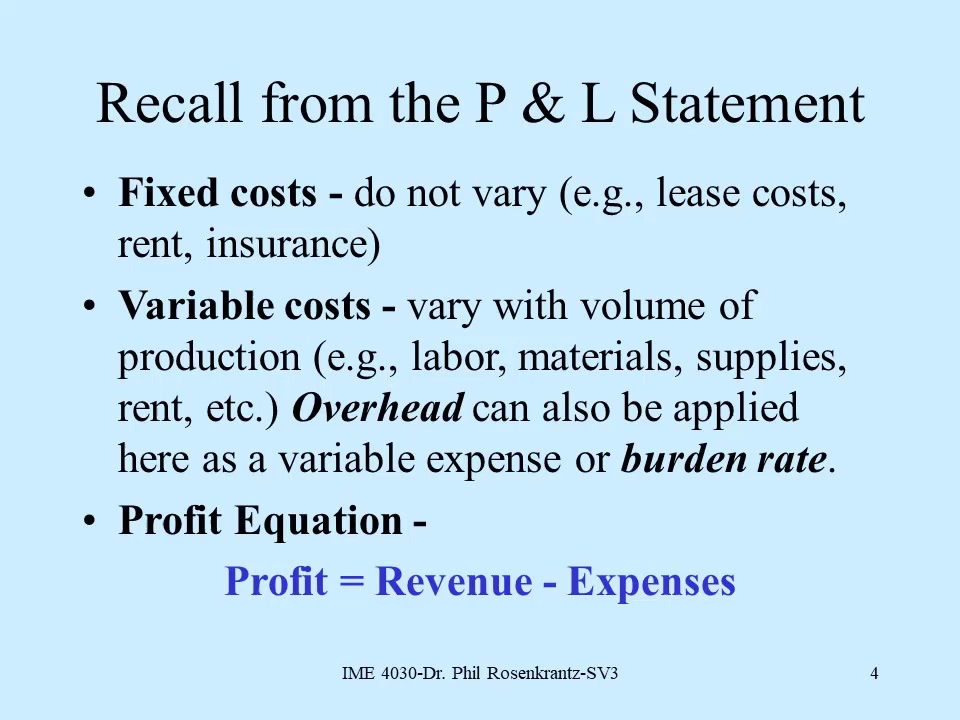 Recall from the P & L Statement
• Fixed costs - do not vary (e.g., lease costs,
rent, insurance)
• Variable costs - vary with volume of
production (e.g., labor, materials, supplies,
rent, etc.) Overhead can also be applied
here as a variable expense or burden rate.
• Profit Equation -
Profit = Revenue - Expenses
IME 4030-Dr. Phil Rosenkrantz-SV3
4